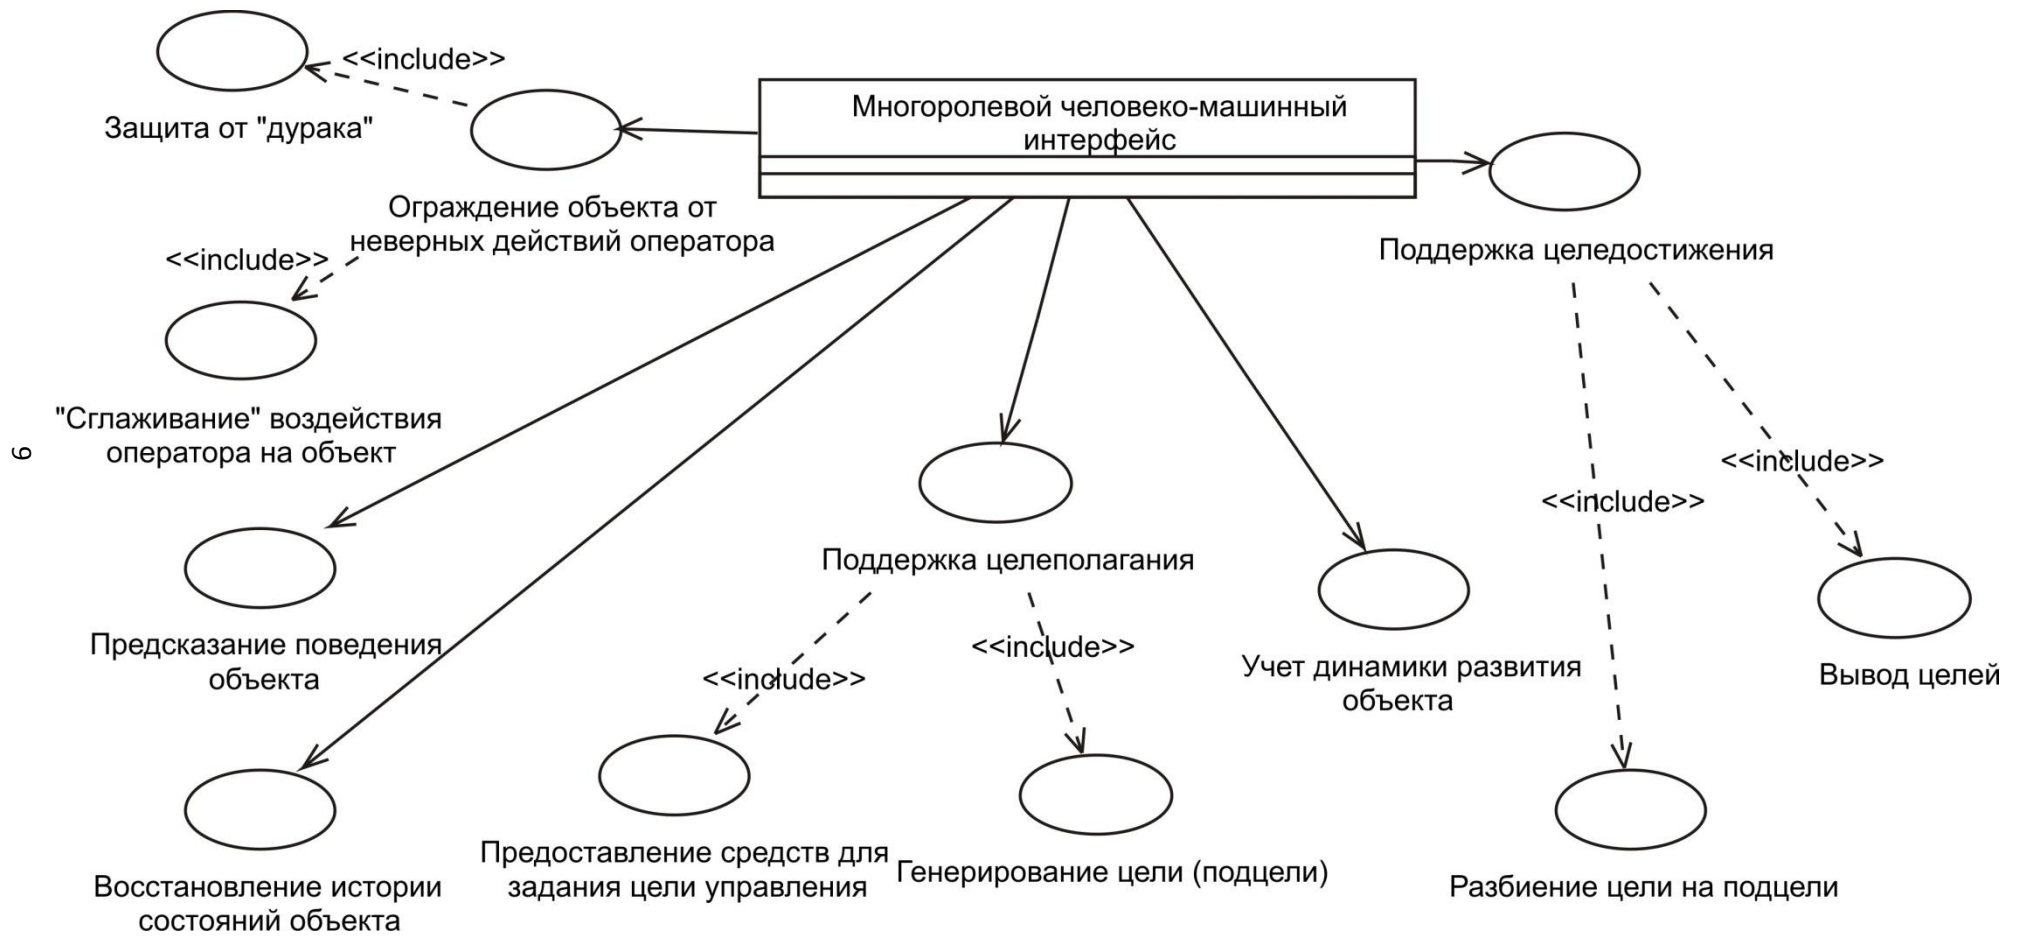 <<include>>
Защита от "дурака"
Многоролевой человеко-машинный
интерфейс
Ограждение объекта от
неверных действий оператора
<<include>>
Поддержка целедостижения
"Сглаживание" воздействия
оператора на объект
6
<<include>>
<<include>>
Поддержка целеполагания
Предсказание поведения
объекта
<<include>>
<<include>>
Учет динамики развития
объекта
Вывод целей
Восстановление истории
состояний объекта
Предоставление средств для
задания цели управления
Генерирование цели (подцели)
Разбиение цели на подцели